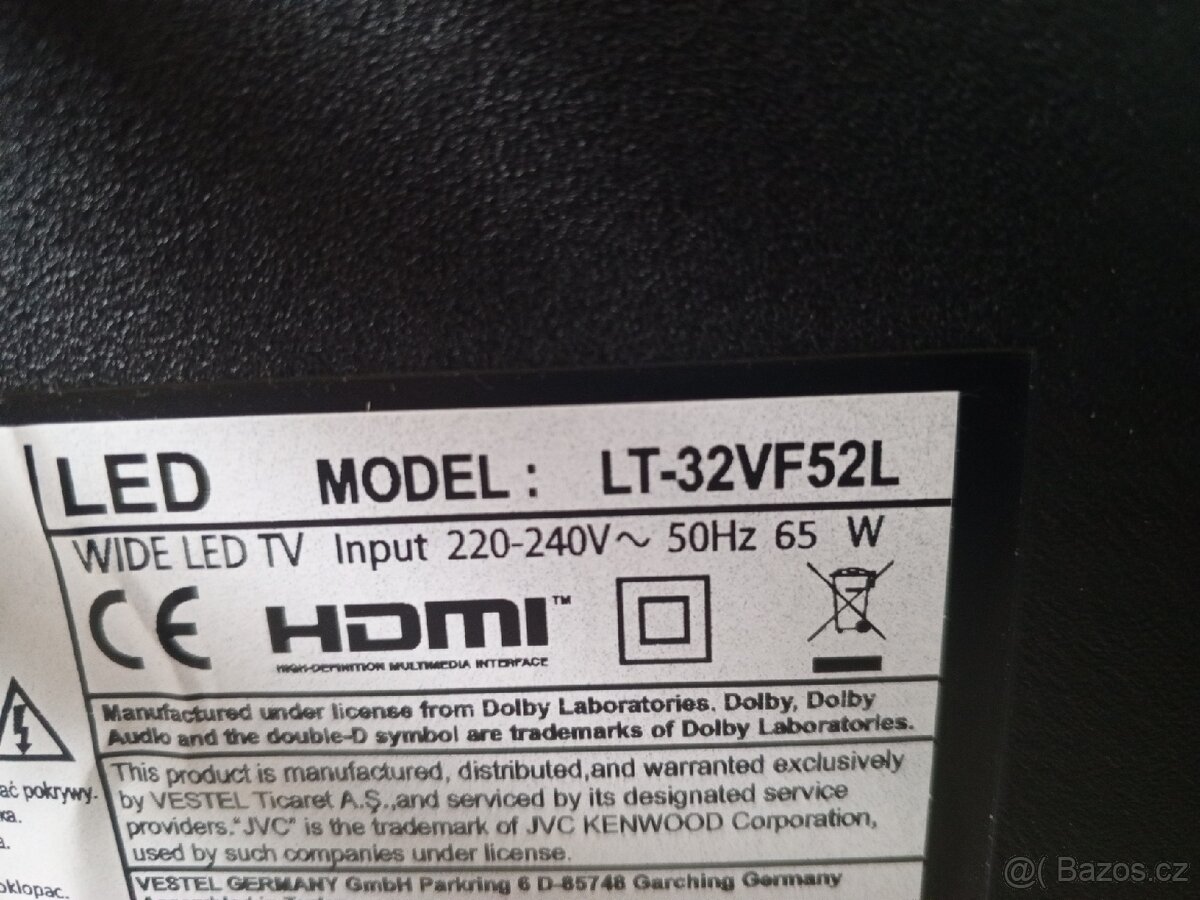 LED MODEL : LT-32VF52L
WIDE LED TV Input 220-240V～ 50Hz 65 W
CE HDMI™
HIGH-DEFINITION MULTIMEDIA INTERFACE
Manufactured under license from Dolby Laboratories. Dolby, Dolby
Audio and the double-D symbol are trademarks of Dolby Laboratories.
This product is manufactured, distributed,and warranted exclusively
by VESTEL Ticaret A.Ş.,and serviced by its designated service
providers."JVC" is the trademark of JVC KENWOOD Corporation,
used by such companies under license.
VESTEL GERMANY GmbH Parkring 6 D-85748 Garching Germany
pokrywy.
@( Bazos.cz